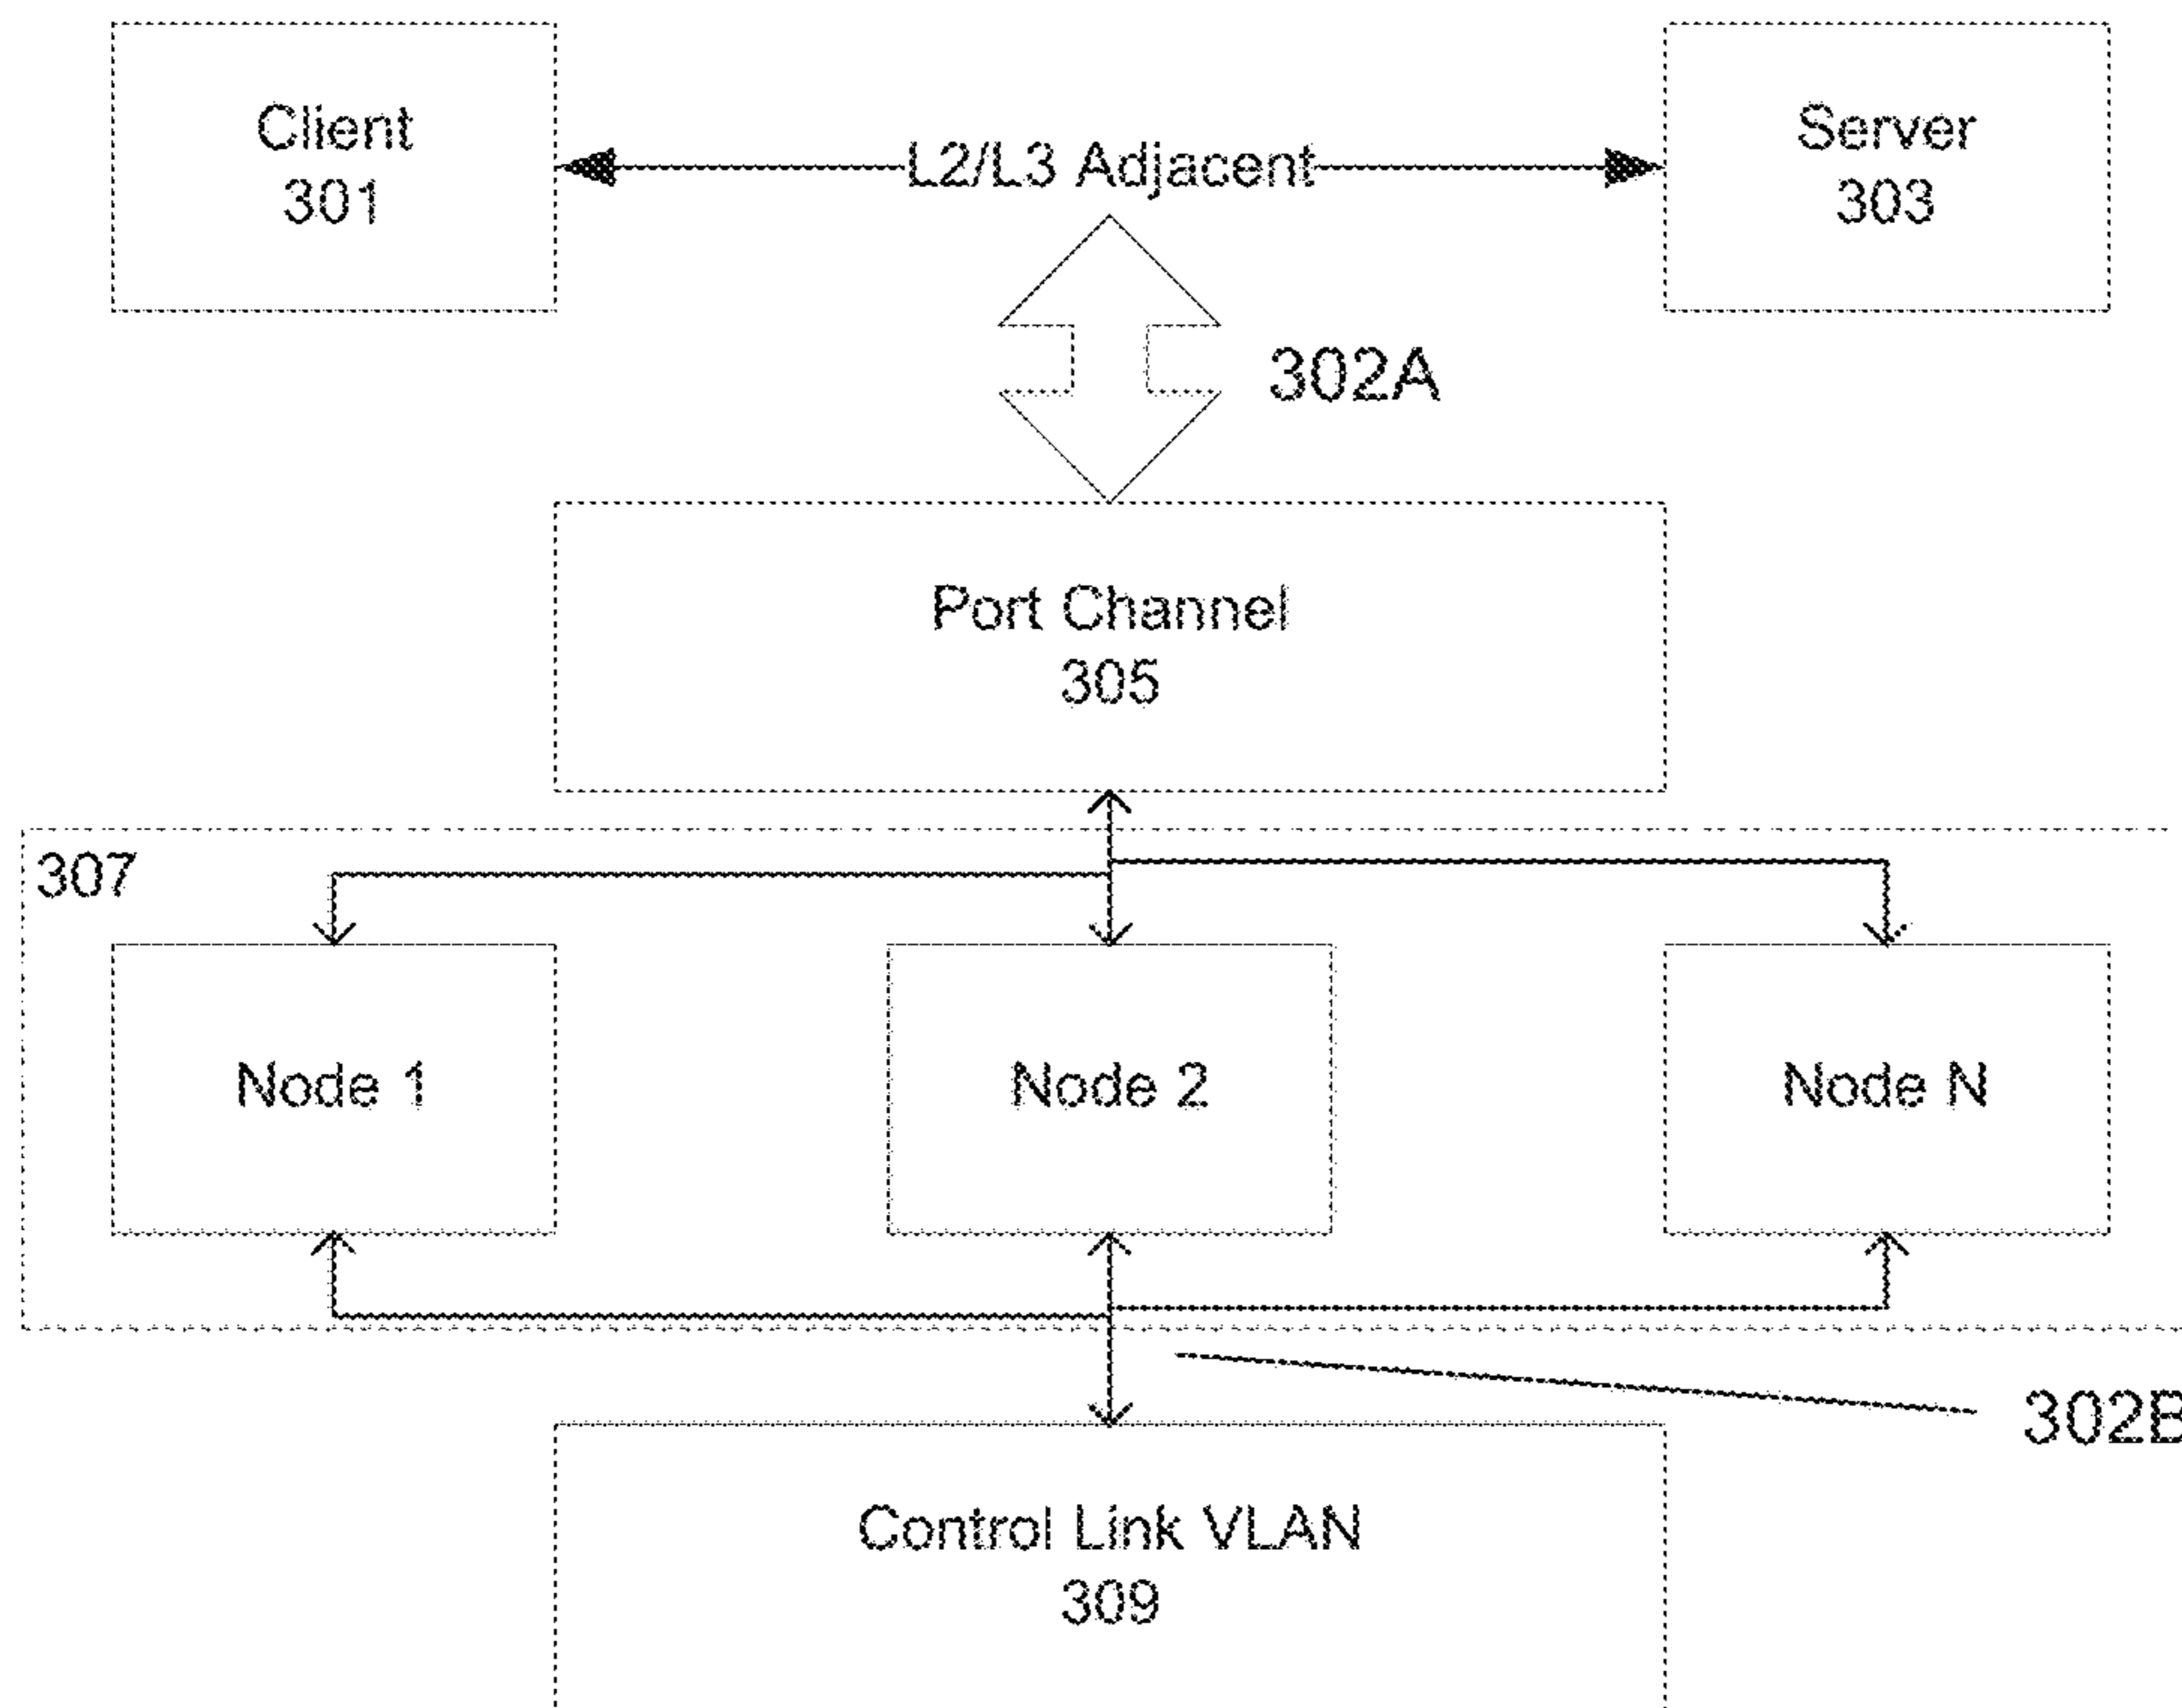 Client
301
L2/L3 Adjacent
Server
303
302A
Port Channel
305
307
Node 1
Node 2
Node N
302B
Control Link VLAN
309